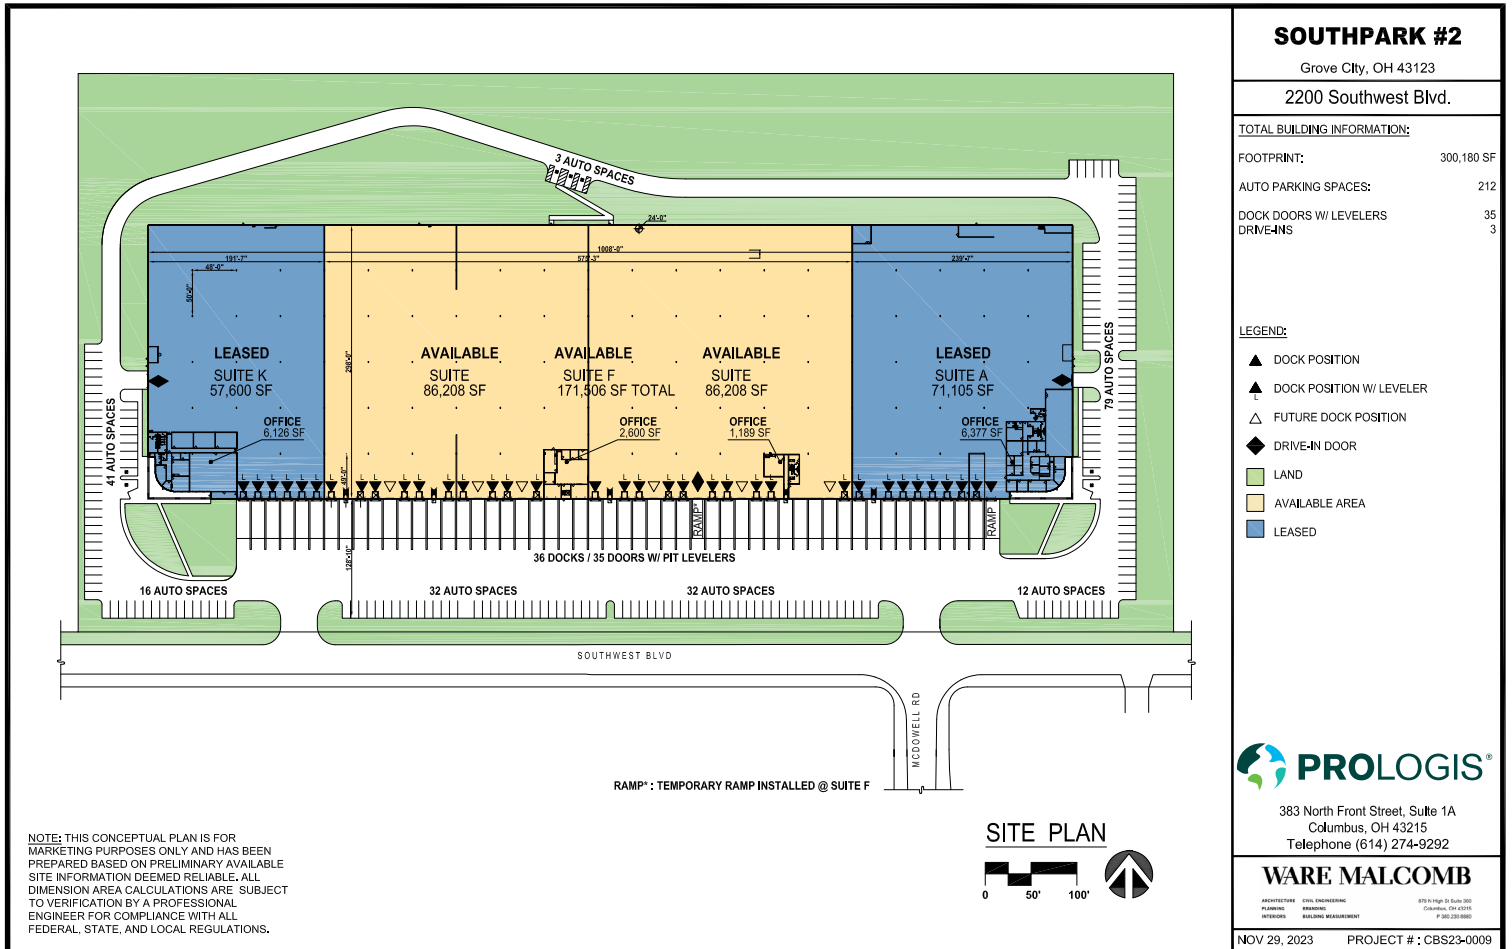 SOUTHPARK #2
Grove City, OH 43123
2200 Southwest Blvd.
TOTAL BUILDING INFORMATION:
FOOTPRINT: 300,180 SF
AUTO PARKING SPACES: 212
DOCK DOORS W/ LEVELERS 35
DRIVE-INS 3
LEGEND:
DOCK POSITION
DOCK POSITION W/ LEVELER
L
FUTURE DOCK POSITION
DRIVE-IN DOOR
LAND
AVAILABLE AREA
LEASED
3 AUTO SPACES
24'-0"
1008'-0"
191'-7"
575'-3"
239'-7"
48'-0"
50'-0"
298'-0"
49'-0"
128'-10"
LEASED
SUITE K
57,600 SF
AVAILABLE
SUITE
86,208 SF
AVAILABLE
SUITE F
171,506 SF TOTAL
AVAILABLE
SUITE
86,208 SF
LEASED
SUITE A
71,105 SF
OFFICE
6,126 SF
OFFICE
2,600 SF
OFFICE
1,189 SF
OFFICE
6,377 SF
41 AUTO SPACES
79 AUTO SPACES
RAMP*
RAMP
36 DOCKS / 35 DOORS W/ PIT LEVELERS
16 AUTO SPACES
32 AUTO SPACES
32 AUTO SPACES
12 AUTO SPACES
SOUTHWEST BLVD
MCDOWELL RD
RAMP* : TEMPORARY RAMP INSTALLED @ SUITE F
NOTE: THIS CONCEPTUAL PLAN IS FOR
MARKETING PURPOSES ONLY AND HAS BEEN
PREPARED BASED ON PRELIMINARY AVAILABLE
SITE INFORMATION DEEMED RELIABLE. ALL
DIMENSION AREA CALCULATIONS ARE SUBJECT
TO VERIFICATION BY A PROFESSIONAL
ENGINEER FOR COMPLIANCE WITH ALL
FEDERAL, STATE, AND LOCAL REGULATIONS.
SITE PLAN
0 50' 100'
PROLOGIS®
383 North Front Street, Suite 1A
Columbus, OH 43215
Telephone (614) 274-9292
WARE MALCOMB
ARCHITECTURE CIVIL ENGINEERING
PLANNING BRANDING
INTERIORS BUILDING MEASUREMENT
Columbus, OH 43215
NOV 29, 2023 PROJECT # : CBS23-0009